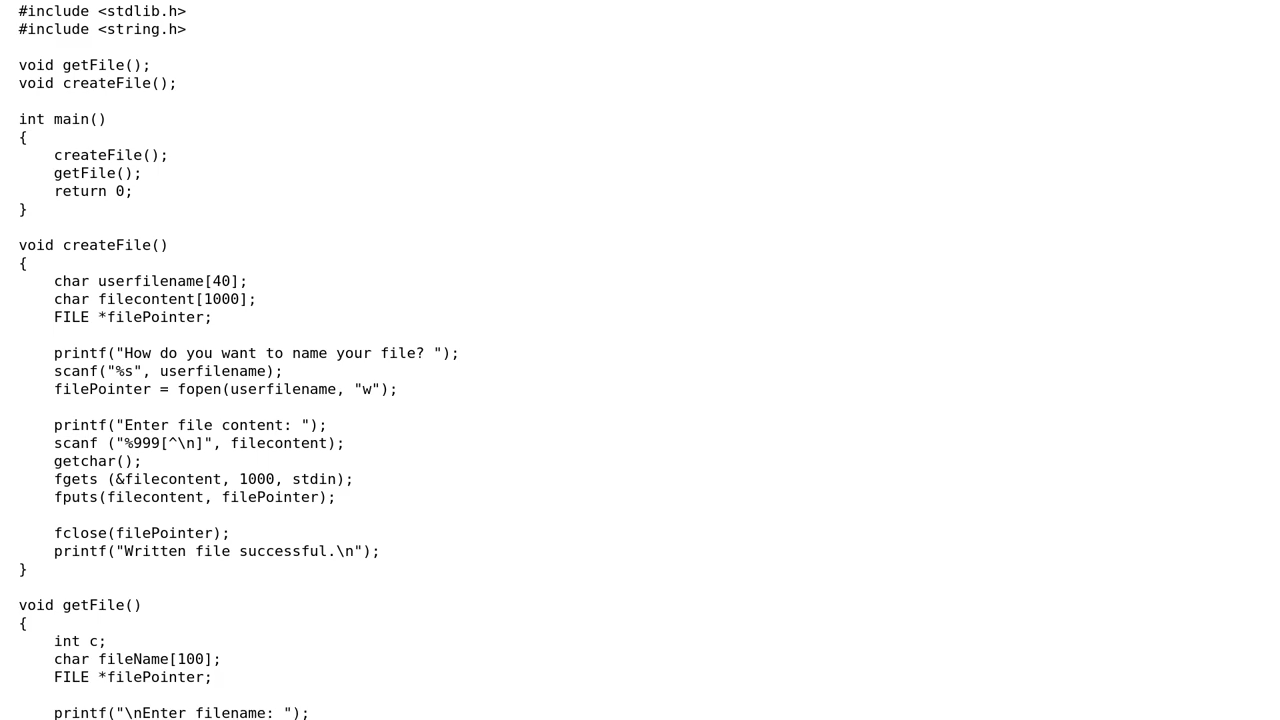 #include <stdlib.h>
#include <string.h>

void getFile();
void createFile();

int main()
{
    createFile();
    getFile();
    return 0;
}

void createFile()
{
    char userfilename[40];
    char filecontent[1000];
    FILE *filePointer;

    printf("How do you want to name your file? ");
    scanf("%s", userfilename);
    filePointer = fopen(userfilename, "w");

    printf("Enter file content: ");
    scanf ("%999[^\n]", filecontent);
    getchar();
    fgets (&filecontent, 1000, stdin);
    fputs(filecontent, filePointer);

    fclose(filePointer);
    printf("Written file successful.\n");
}

void getFile()
{
    int c;
    char fileName[100];
    FILE *filePointer;

    printf("\nEnter filename: ");